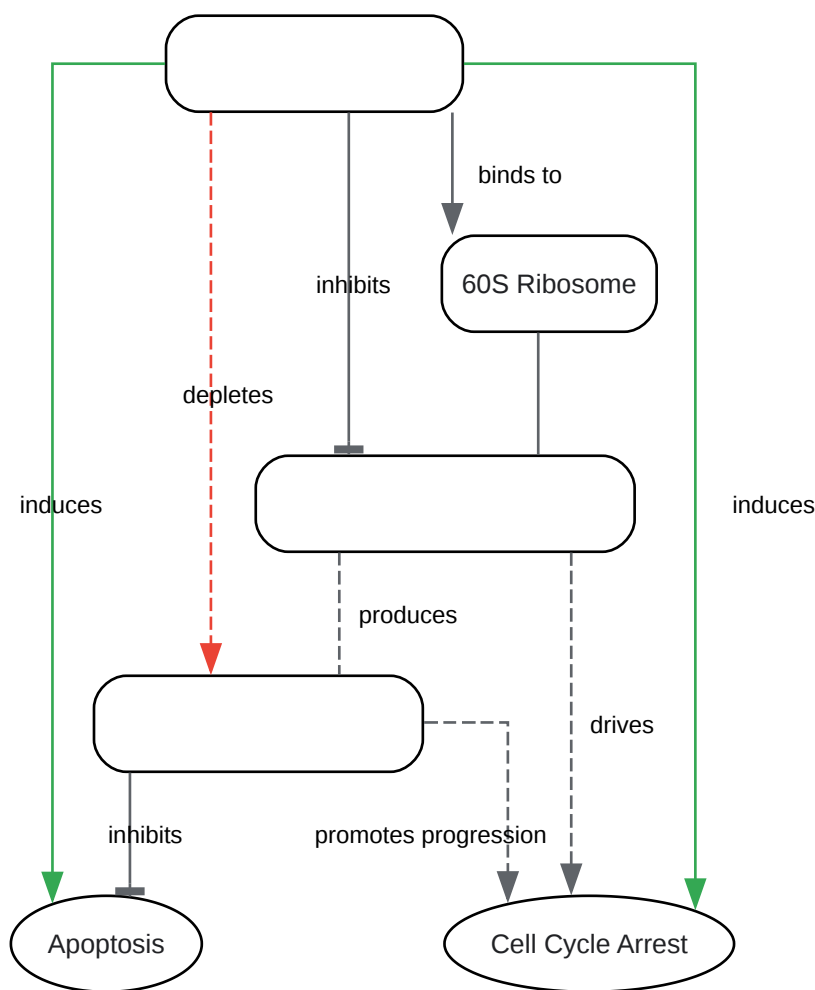 binds to
inhibits
60S Ribosome
depletes
induces
induces
produces
drives
inhibits
promotes progression
Apoptosis
Cell Cycle Arrest